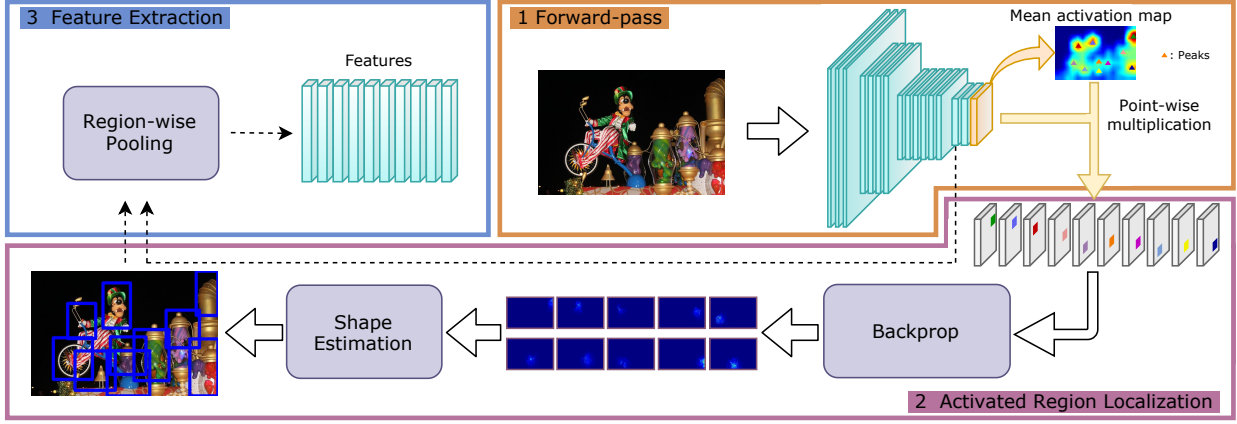 3 Feature Extraction
Features
Region-wise
Pooling
1 Forward-pass
Mean activation map
: Peaks
Point-wise
multiplication
Shape
Estimation
Backprop
2 Activated Region Localization